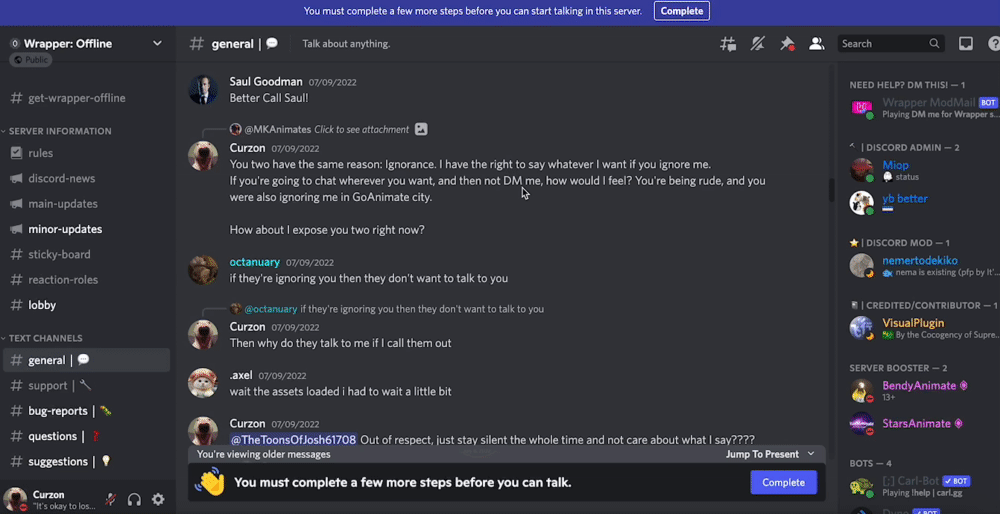 You must complete a few more steps before you can start talking in this server.
Complete
Wrapper: Offline
Public
general |
Talk about anything.
Search
get-wrapper-offline
SERVER INFORMATION
rules
discord-news
main-updates
minor-updates
sticky-board
reaction-roles
lobby
TEXT CHANNELS
general |
support |
bug-reports |
questions |
suggestions |
Curzon
"It's okay to los...
Saul Goodman 07/09/2022
Better Call Saul!
@MKAnimates Click to see attachment
Curzon 07/09/2022
You two have the same reason: Ignorance. I have the right to say whatever I want if you ignore me.
If you're going to chat wherever you want, and then not DM me, how would I feel? You're being rude, and you
were also ignoring me in GoAnimate city.
How about I expose you two right now?
octanuary 07/09/2022
if they're ignoring you then they don't want to talk to you
@octanuary if they're ignoring you then they don't want to talk to you
Curzon 07/09/2022
Then why do they talk to me if I call them out
.axel 07/09/2022
wait the assets loaded i had to wait a little bit
Curzon 07/09/2022
@TheToonsOfJosh61708 Out of respect, just stay silent the whole time and not care about what I say????
You're viewing older messages
Jump To Present
You must complete a few more steps before you can talk.
Complete
NEED HELP? DM THIS! — 1
Wrapper ModMail BOT
Playing DM me for Wrapper s...
| DISCORD ADMIN — 2
Miop
status
yb better
| DISCORD MOD — 1
nemertodekiko
nema is existing (pfp by It'...
| CREDITED/CONTRIBUTOR — 1
VisualPlugin
By the Cocogency of Supre...
SERVER BOOSTER — 2
BendyAnimate
13+
StarsAnimate
BOTS — 4
[;] Carl-Bot BOT
Playing !help | carl.gg
BOT